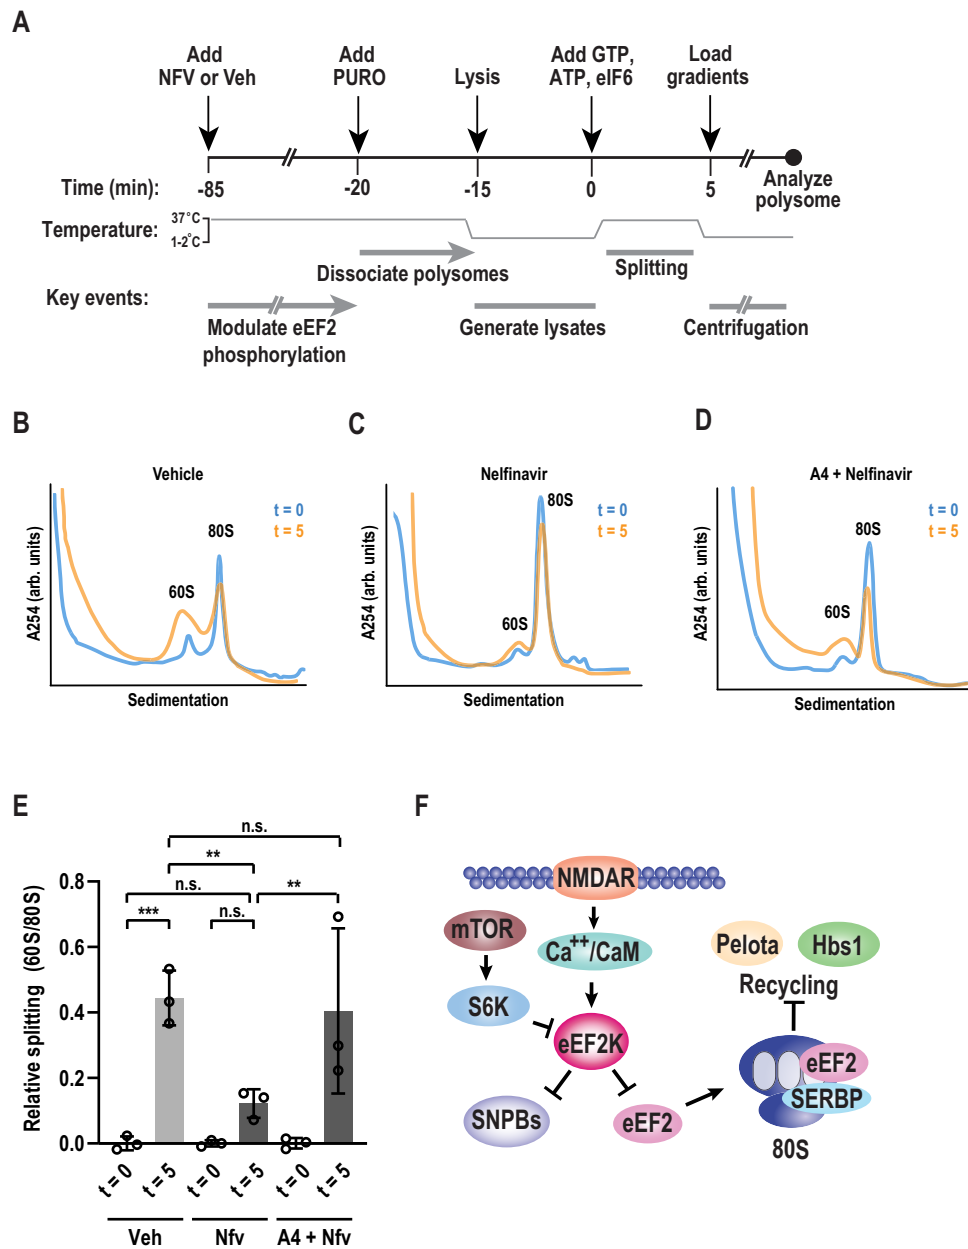 A
Add
NFV or Veh
Add
PURO
Lysis
Add GTP,
ATP, eIF6
Load
gradients
Time (min):
-85
-20
-15
0
5
Analyze
polysome
Temperature:
37°C
1-2°C
Dissociate polysomes
Splitting
Key events:
Modulate eEF2
phosphorylation
Generate lysates
Centrifugation
B
Vehicle
A254 (arb. units)
t = 0
t = 5
80S
60S
Sedimentation
C
Nelfinavir
A254 (arb. units)
t = 0
t = 5
80S
60S
Sedimentation
D
A4 + Nelfinavir
A254 (arb. units)
t = 0
t = 5
80S
60S
Sedimentation
E
Relative splitting (60S/80S)
0.8
0.6
0.4
0.2
0.0
n.s.
**
n.s.
**
***
n.s.
t = 0
t = 5
t = 0
t = 5
t = 0
t = 5
Veh
Nfv
A4 + Nfv
F
NMDAR
mTOR
Ca++/CaM
S6K
eEF2K
SNPBs
eEF2
Pelota
Hbs1
Recycling
eEF2
SERBP
80S